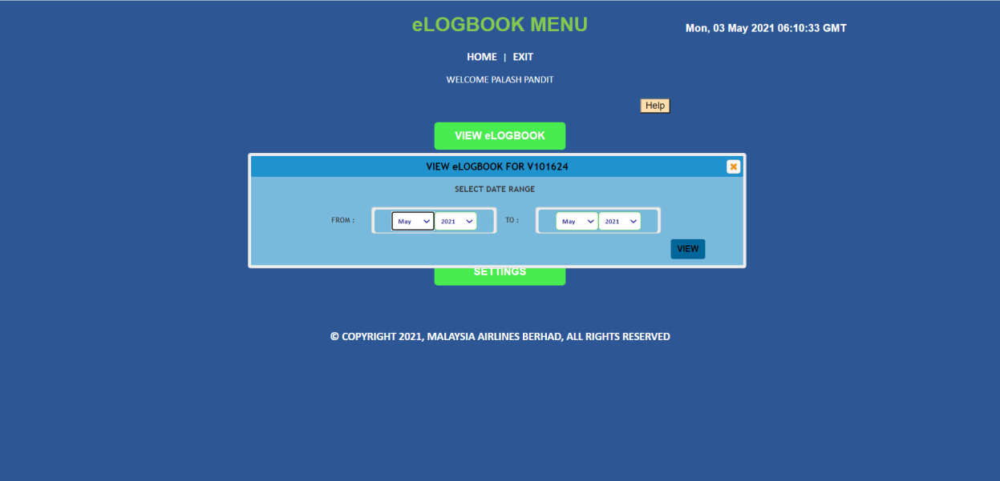 eLOGBOOK MENU
Mon, 03 May 2021 06:10:33 GMT
HOME | EXIT
WELCOME PALASH PANDIT
Help
VIEW eLOGBOOK
VIEW eLOGBOOK FOR V101624
SELECT DATE RANGE
FROM : May 2021 TO : May 2021
VIEW
SETTINGS
© COPYRIGHT 2021, MALAYSIA AIRLINES BERHAD, ALL RIGHTS RESERVED